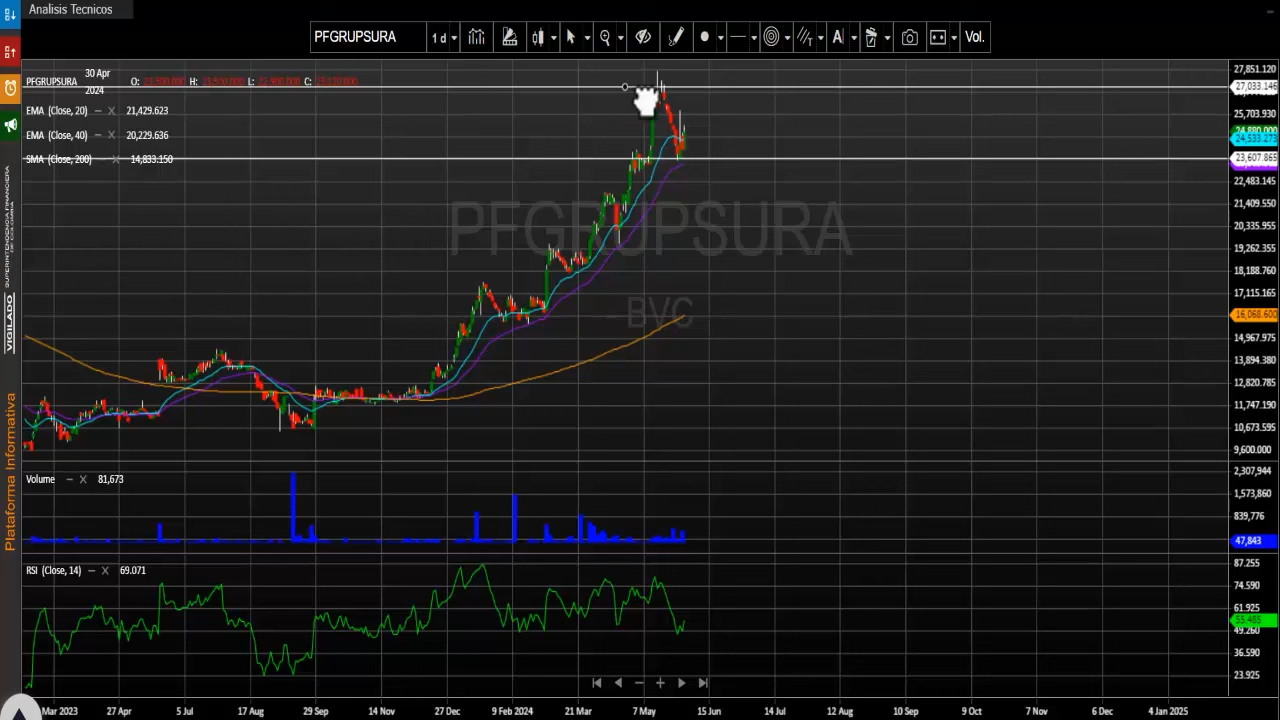 Analisis Tecnicos
PFGRUPSURA
1 d
A
Vol.
PFGRUPSURA
30 Apr
2024
O:
H:
L:
C:
EMA (Close, 20)
21,429.623
EMA (Close, 40)
20,229.636
SMA (Close, 200)
14,833.150
PFGRUPSURA
BVC
27,851.120
27,033.146
25,703.930
24,533.273
23,607.865
22,483.145
21,409.550
20,335.955
19,262.355
18,188.760
17,115.165
16,068.600
14,967.975
13,894.380
12,820.785
11,747.190
10,673.595
9,600.000
Volume
81,673
2,307,944
1,573,860
839,776
47,843
RSI (Close, 14)
69.071
87.255
74.590
61.925
55.485
49.260
36.590
23.925
Mar 2023
27 Apr
5 Jul
17 Aug
29 Sep
14 Nov
27 Dec
9 Feb 2024
21 Mar
7 May
15 Jun
14 Jul
12 Aug
10 Sep
9 Oct
7 Nov
6 Dec
4 Jan 2025
VIGILADO
SUPERINTENDENCIA FINANCIERA
Plataforma Informativa